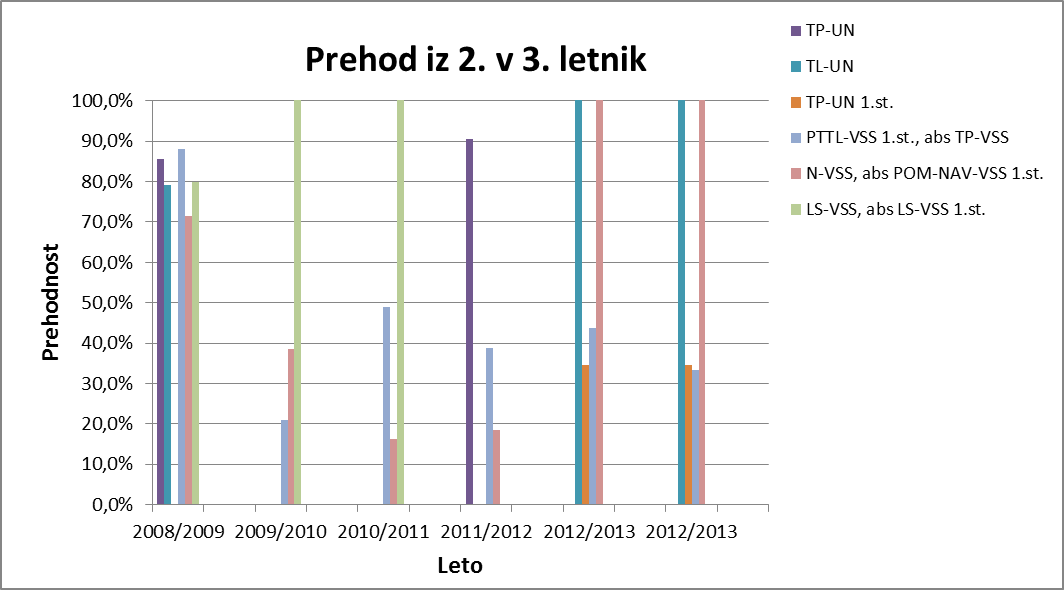 Prehod iz 2. v 3. letnik
100,0%
90,0%
80,0%
70,0%
60,0%
50,0%
40,0%
30,0%
20,0%
10,0%
0,0%
Prehodnost
2008/2009 2009/2010 2010/2011 2011/2012 2012/2013 2012/2013
Leto
TP-UN
TL-UN
TP-UN 1.st.
PTTL-VSS 1.st., abs TP-VSS
N-VSS, abs POM-NAV-VSS 1.st.
LS-VSS, abs LS-VSS 1.st.